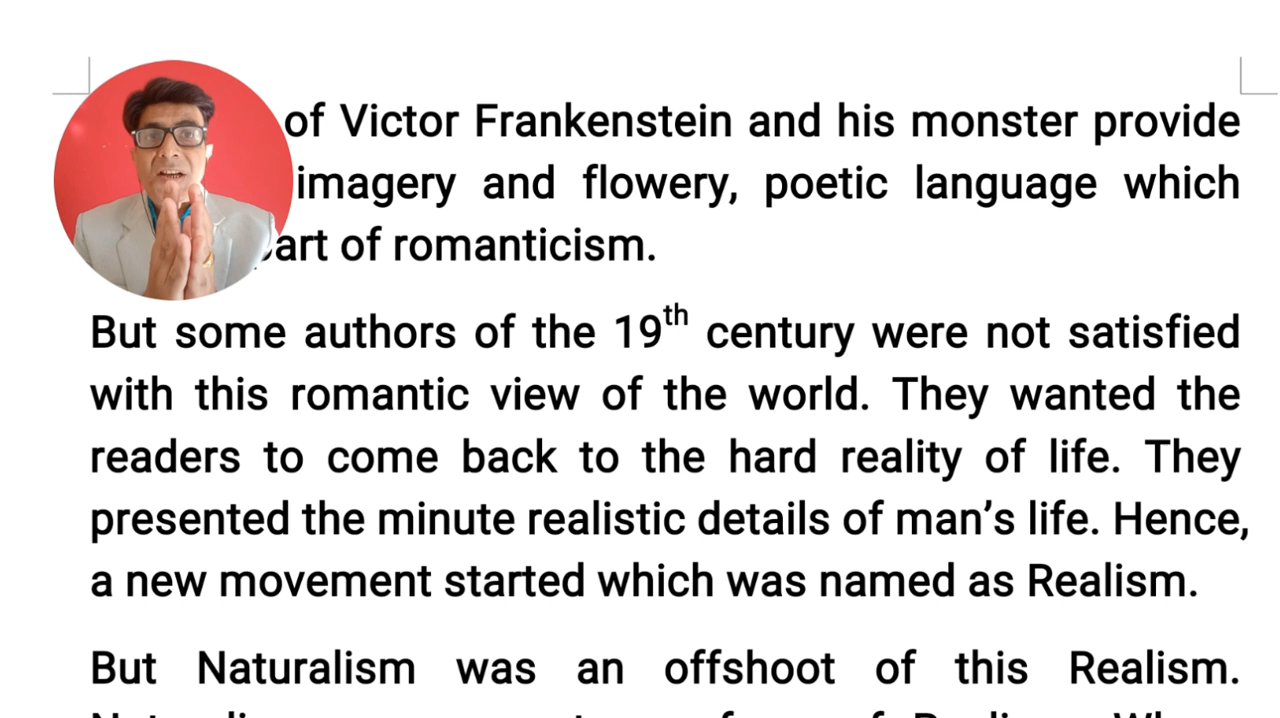 of Victor Frankenstein and his monster provide
imagery and flowery, poetic language which
art of romanticism.
But some authors of the 19th century were not satisfied
with this romantic view of the world. They wanted the
readers to come back to the hard reality of life. They
presented the minute realistic details of man’s life. Hence,
a new movement started which was named as Realism.
But Naturalism was an offshoot of this Realism.